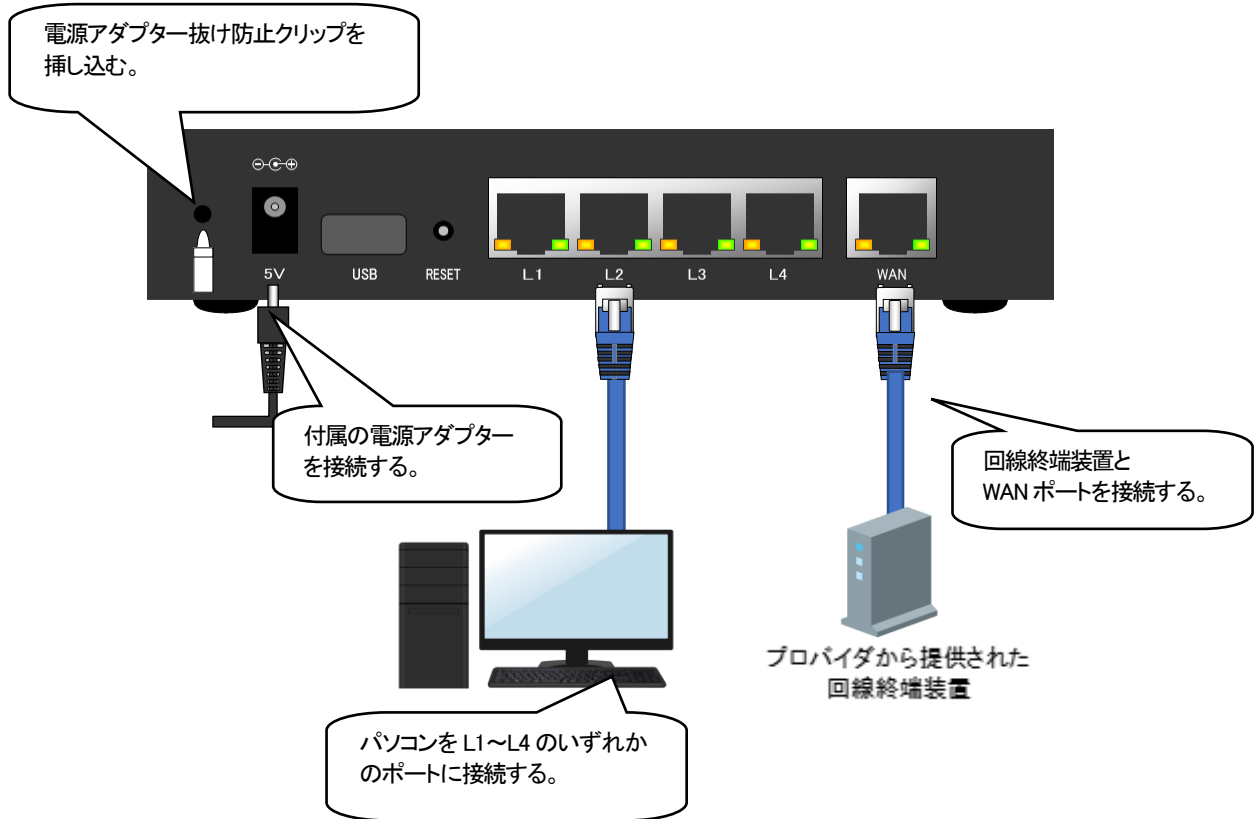 電源アダプター抜け防止クリップを
挿し込む。
5V
USB
RESET
L1
L2
L3
L4
WAN
付属の電源アダプター
を接続する。
回線終端装置と
WAN ポートを接続する。
プロバイダから提供された
回線終端装置
パソコンを L1～L4 のいずれか
のポートに接続する。